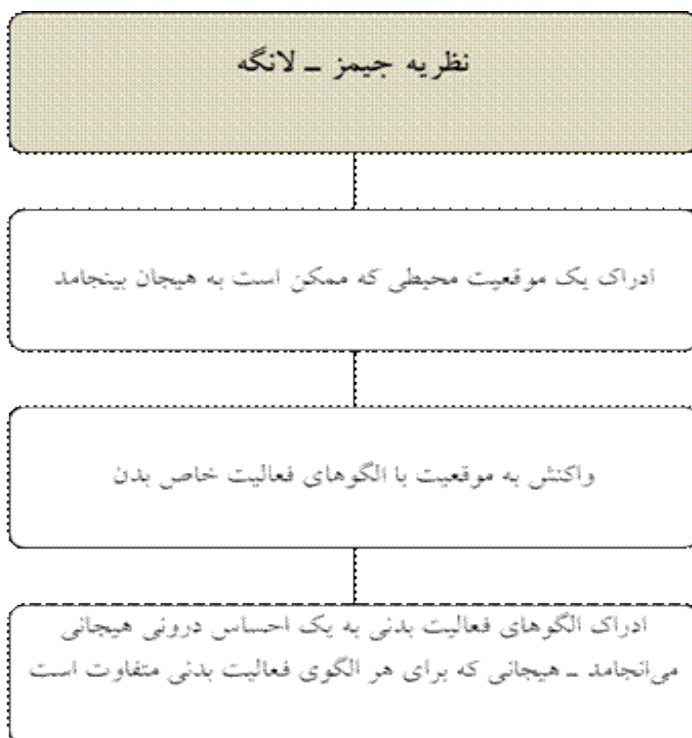 نظریه جیمز ـ لانگه
ادراک یک موقعیت محیطی که ممکن است به هیجان بینجامد
واکنش به موقعیت با الگوهای فعالیت خاص بدن
ادراک الگوهای فعالیت بدنی به یک احساس درونی هیجانی
می‌انجامد ـ هیجانی که برای هر الگوی فعالیت بدنی متفاوت است